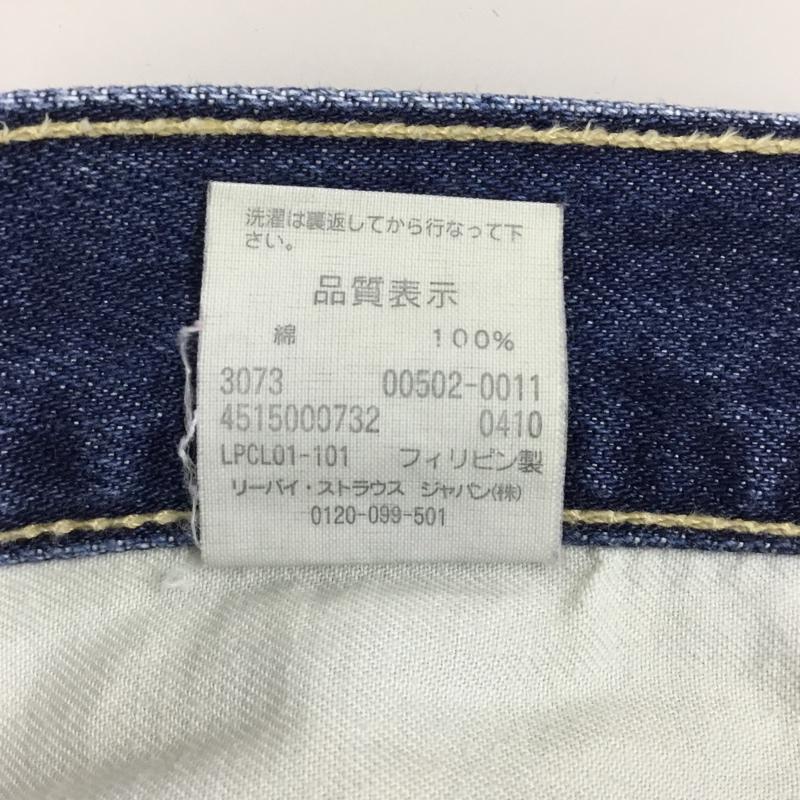 洗濯は裏返してから行なって下
さい。
品質表示
綿 100%
3073 00502-0011
4515000732 0410
LPCL01-101 フィリピン製
リーバイ・ストラウス ジャパン(株)
0120-099-501